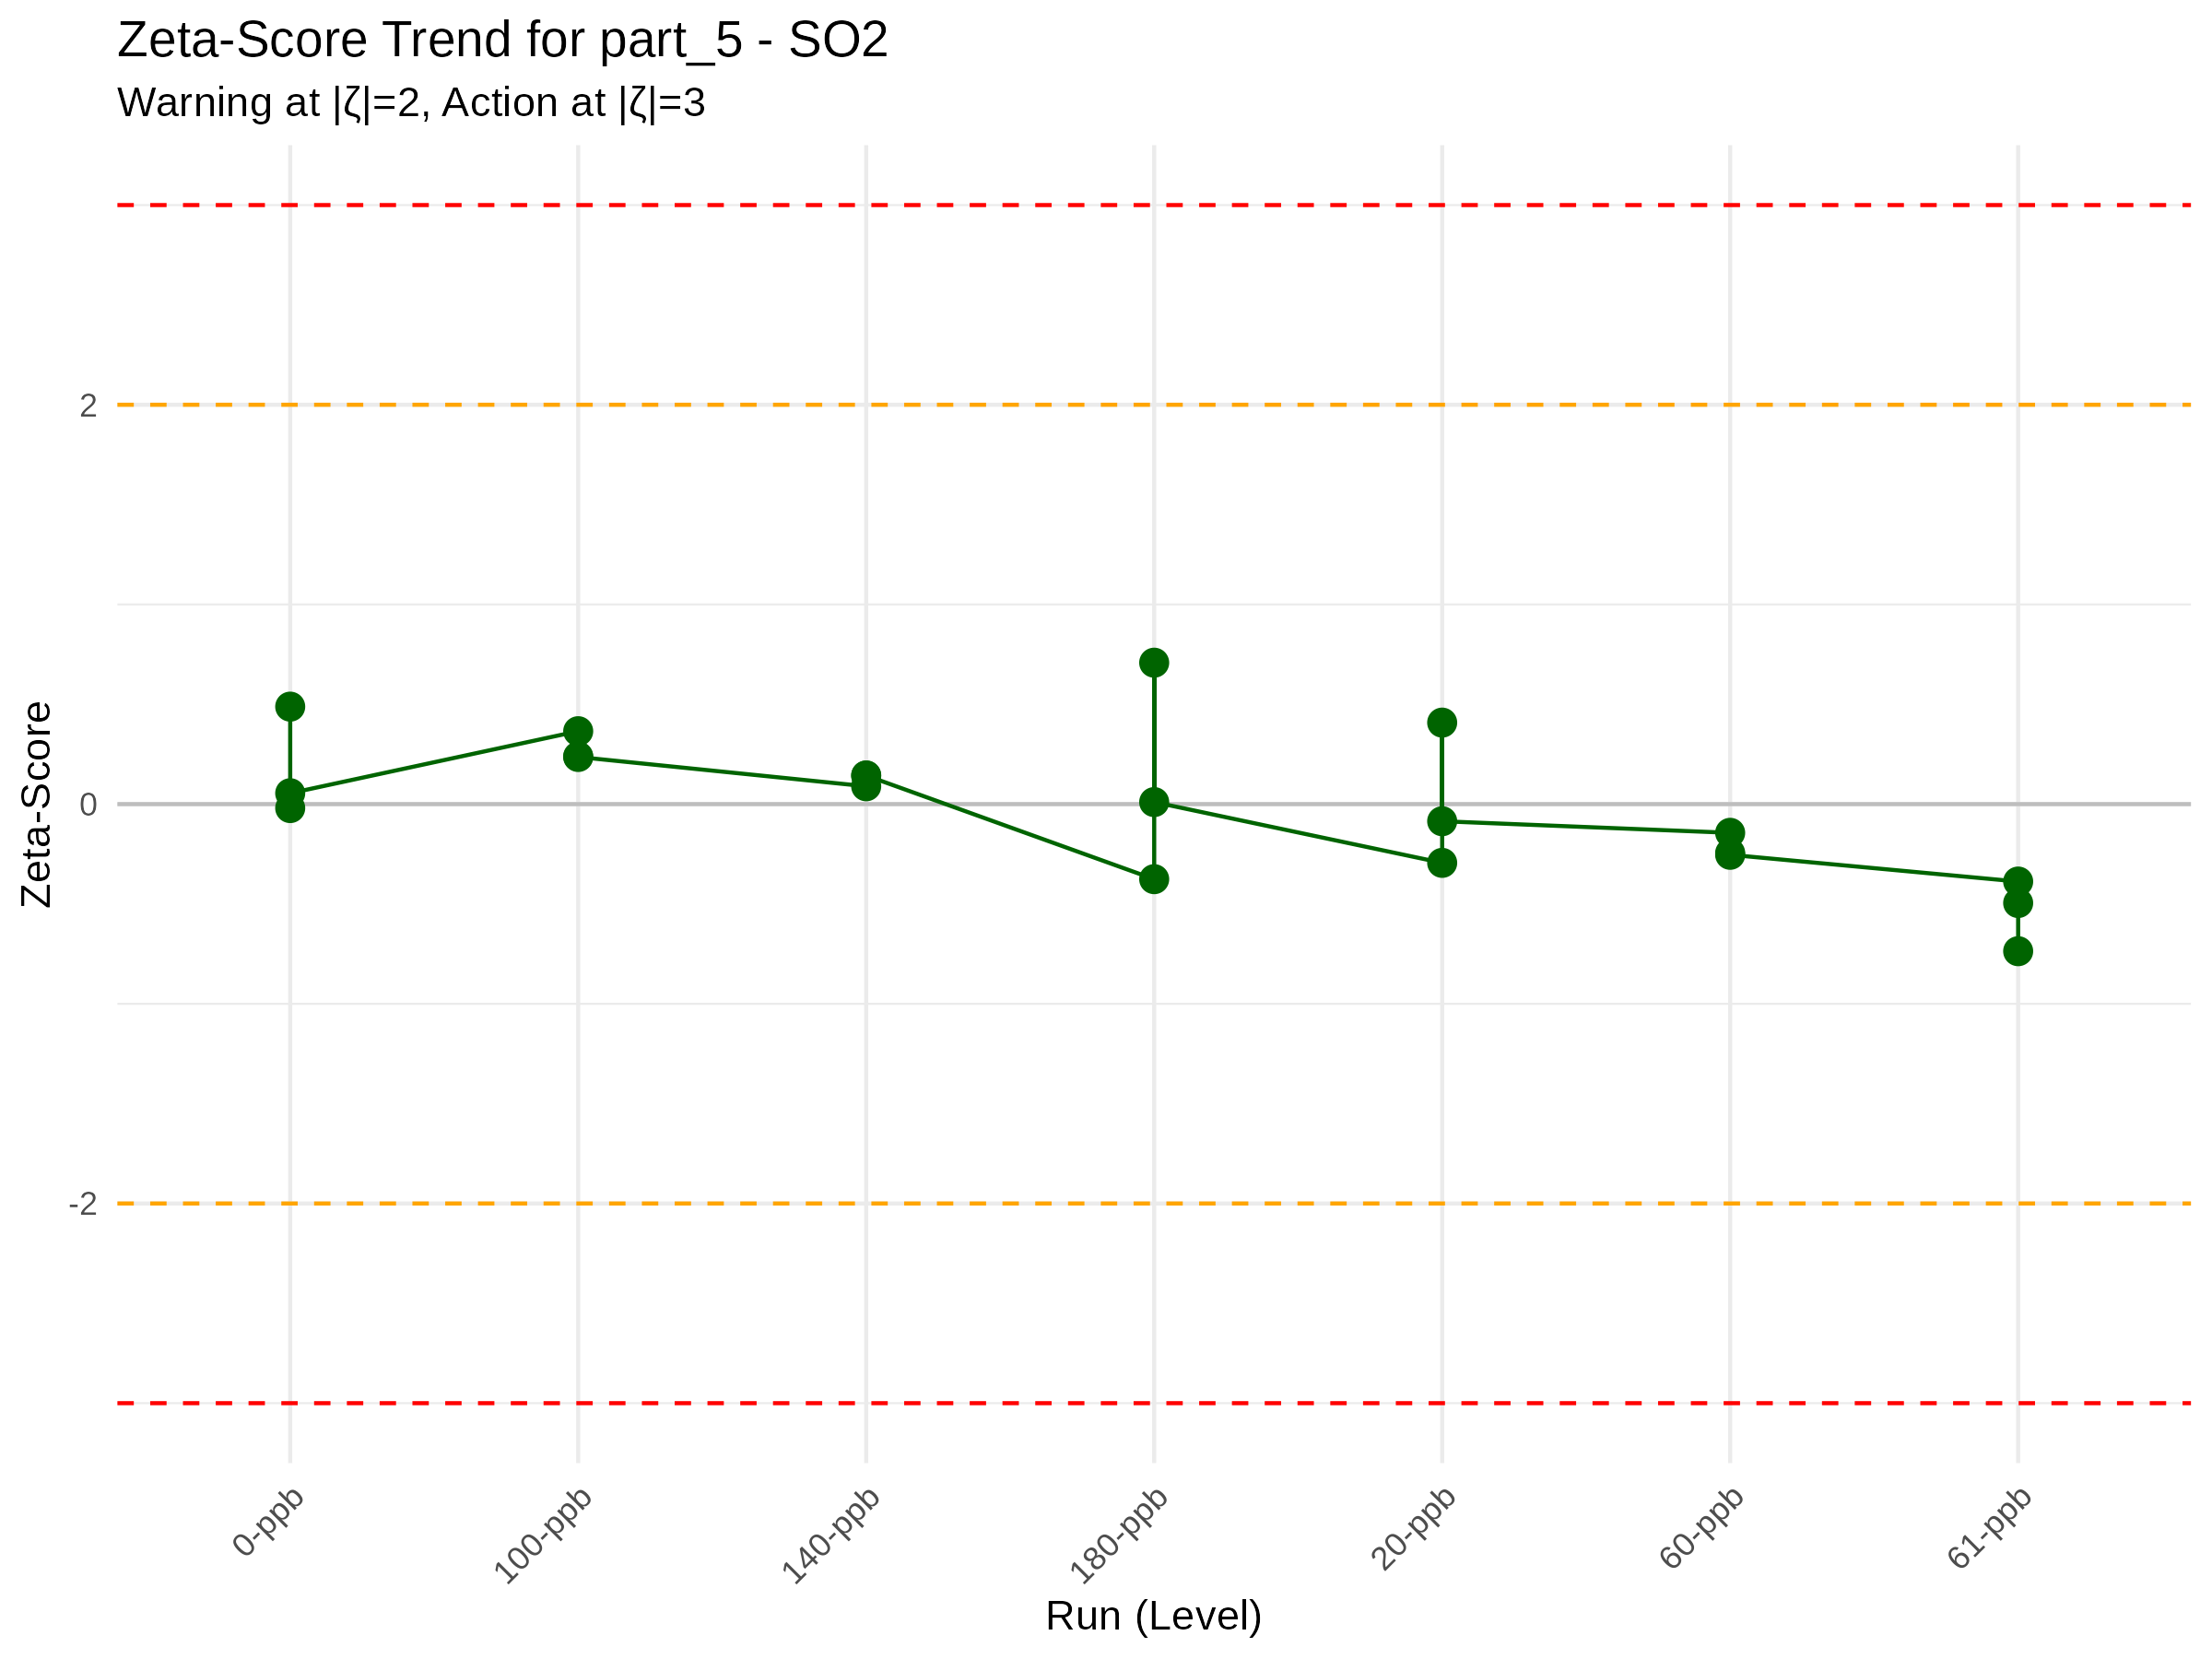 Zeta-Score Trend for part_5 - SO2
Warning at |ζ|=2, Action at |ζ|=3
Zeta-Score
2
0
-2
0-ppb
100-ppb
140-ppb
180-ppb
20-ppb
60-ppb
61-ppb
Run (Level)